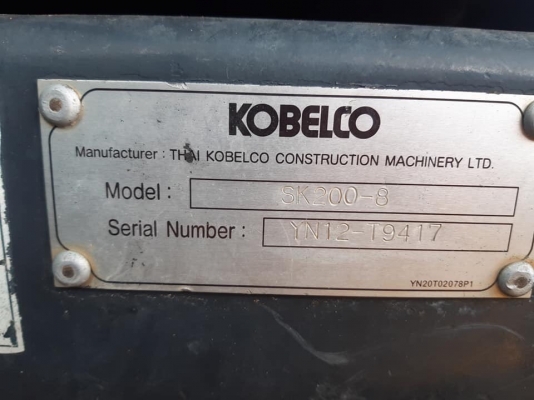 KOBELCO
Manufacturer : THAI KOBELCO CONSTRUCTION MACHINERY LTD.
Model : SK200-8
Serial Number : YN12-T9417
YN20T02078P1